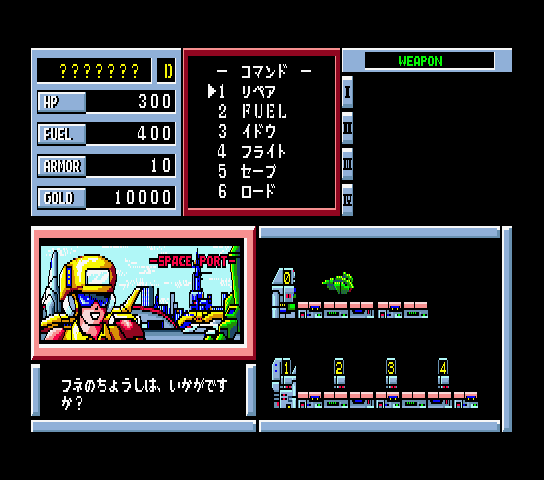 ??????? D
HP 300
FUEL 400
ARMOR 10
GOLD 10000
ー コマンド ー
▶1 リペア
2 FUEL
3 イドウ
4 フライト
5 セーブ
6 ロード
WEAPON
I
II
III
IV
-SPACE PORT-
フネのちょうしは、いかがです
か?
0
1 2 3 4